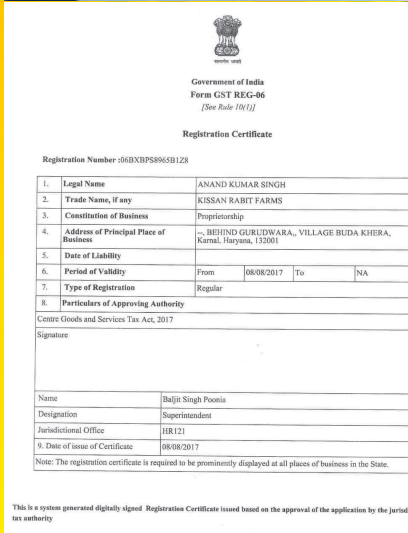 सत्यमेव जयते
Government of India
Form GST REG-06
[See Rule 10(1)]
Registration Certificate
Registration Number :06BXBPS8965B1Z8
1. Legal Name ANAND KUMAR SINGH
2. Trade Name, if any KISSAN RABIT FARMS
3. Constitution of Business Proprietorship
4. Address of Principal Place of Business --, BEHIND GURUDWARA,, VILLAGE BUDA KHERA, Karnal, Haryana, 132001
5. Date of Liability
6. Period of Validity From 08/08/2017 To NA
7. Type of Registration Regular
8. Particulars of Approving Authority
Centre Goods and Services Tax Act, 2017
Signature
Name Baljit Singh Poonia
Designation Superintendent
Jurisdictional Office HR121
9. Date of issue of Certificate 08/08/2017
Note: The registration certificate is required to be prominently displayed at all places of business in the State.
This is a system generated digitally signed Registration Certificate issued based on the approval of the application by the jurisd
tax authority